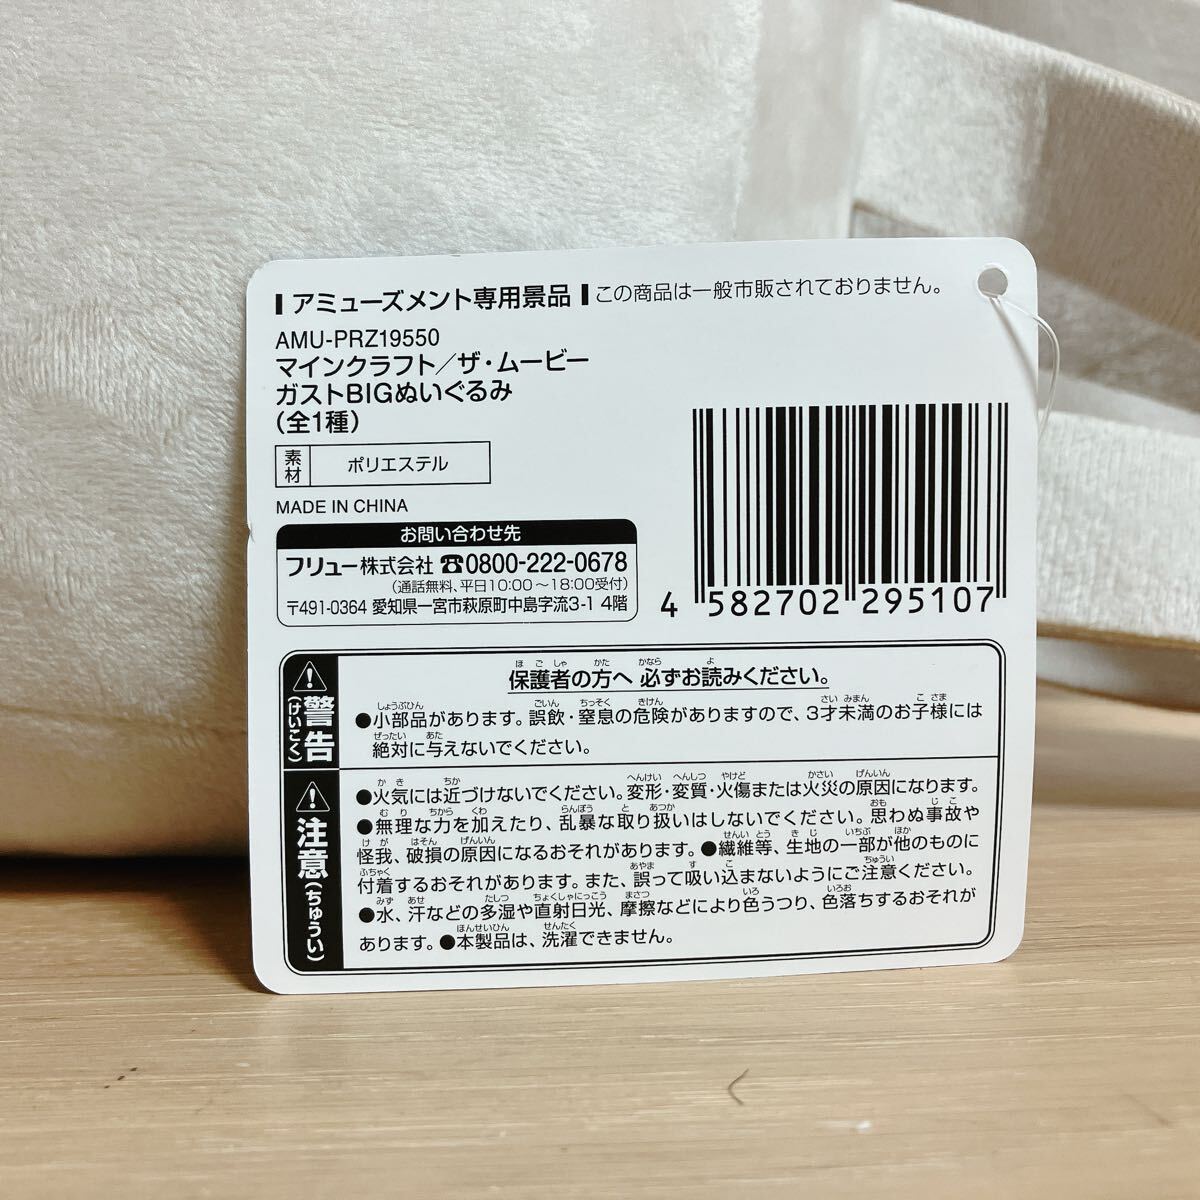 アミューズメント専用景品 この商品は一般市販されておりません。
AMU-PRZ19550
マインクラフト/ザ・ムービー
ガストBIGぬいぐるみ
(全1種)
素材 ポリエステル
MADE IN CHINA
お問い合わせ先
フリュー株式会社 ☎0800-222-0678
(通話無料、平日10:00〜18:00受付)
〒491-0364 愛知県一宮市萩原町中島字流3-1 4階
4 582702 295107
警告(けいこく)
保護者の方へ 必ずお読みください。
●小部品があります。誤飲・窒息の危険がありますので、3才未満のお子様には
絶対に与えないでください。
注意(ちゅうい)
●火気には近づけないでください。変形・変質・火傷または火災の原因になります。
●無理な力を加えたり、乱暴な取り扱いはしないでください。思わぬ事故や
怪我、破損の原因になるおそれがあります。●繊維等、生地の一部が他のものに
付着するおそれがあります。また、誤って吸い込まないようにご注意ください。
●水、汗などの多湿や直射日光、摩擦などにより色うつり、色落ちするおそれが
あります。●本製品は、洗濯できません。